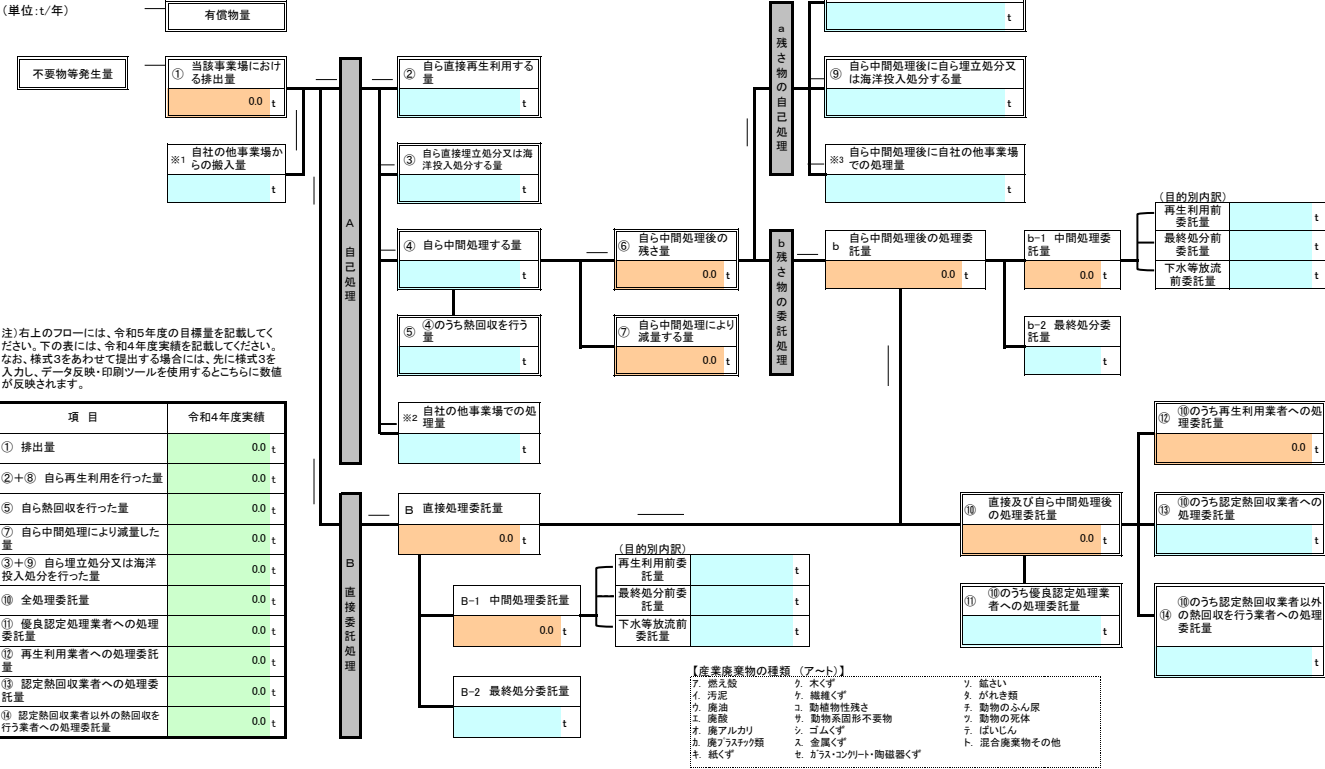 (単位:t/年)
有償物量
t
不要物等発生量
① 当該事業場におけ
る排出量
0.0 t
※1 自社の他事業場か
らの搬入量
t
A 自己処理
② 自ら直接再生利用する
量
t
③ 自ら直接埋立処分又は海
洋投入処分する量
t
④ 自ら中間処理する量
t
⑤ ④のうち熱回収を行う
量
t
※2 自社の他事業場での処
理量
t
⑥ 自ら中間処理後の
残さ量
0.0 t
⑦ 自ら中間処理により
減量する量
0.0 t
a 残さ物の自己処理
⑨ 自ら中間処理後に自ら埋立処分又
は海洋投入処分する量
t
※3 自ら中間処理後に自社の他事業場
での処理量
t
b 残さ物の委託処理
b 自ら中間処理後の処理委
託量
0.0 t
b-1 中間処理委
託量
0.0 t
b-2 最終処分委
託量
t
(目的別内訳)
再生利用前
委託量
t
最終処分前
委託量
t
下水等放流
前委託量
t
注)右上のフローには、令和5年度の目標量を記載してく
ださい。下の表には、令和4年度実績を記載してください。
なお、様式3をあわせて提出する場合には、先に様式3を
入力し、データ反映・印刷ツールを使用するとこちらに数値
が反映されます。
項 目 令和4年度実績
① 排出量 0.0 t
②+⑧ 自ら再生利用を行った量 0.0 t
⑤ 自ら熱回収を行った量 0.0 t
⑦ 自ら中間処理により減量した
量 0.0 t
③+⑨ 自ら埋立処分又は海洋
投入処分を行った量 0.0 t
⑩ 全処理委託量 0.0 t
⑪ 優良認定処理業者への処理
委託量 0.0 t
⑫ 再生利用業者への処理委託
量 0.0 t
⑬ 認定熱回収業者への処理委
託量 0.0 t
⑭ 認定熱回収業者以外の熱回収を
行う業者への処理委託量 0.0 t
B 直接委託処理
B 直接処理委託量
0.0 t
B-1 中間処理委託量
0.0 t
B-2 最終処分委託量
t
(目的別内訳)
再生利用前委
託量
t
最終処分前委
託量
t
下水等放流前
委託量
t
⑩ 直接及び自ら中間処理後
の処理委託量
0.0 t
⑪ ⑩のうち優良認定処理業
者への処理委託量
t
⑫ ⑩のうち再生利用業者への処
理委託量
0.0 t
⑬ ⑩のうち認定熱回収業者への
処理委託量
t
⑭ ⑩のうち認定熱回収業者以外
の熱回収を行う業者への処理
委託量
t
【産業廃棄物の種類 (ア～ト)】
ア. 燃え殻 ク. 木くず ソ. 鉱さい
イ. 汚泥 ケ. 繊維くず タ. がれき類
ウ. 廃油 コ. 動植物性残さ チ. 動物のふん尿
エ. 廃酸 サ. 動物系固形不要物 ツ. 動物の死体
オ. 廃アルカリ シ. ゴムくず テ. ばいじん
カ. 廃プラスチック類 ス. 金属くず ト. 混合廃棄物その他
キ. 紙くず セ. ガラス・コンクリート・陶磁器くず